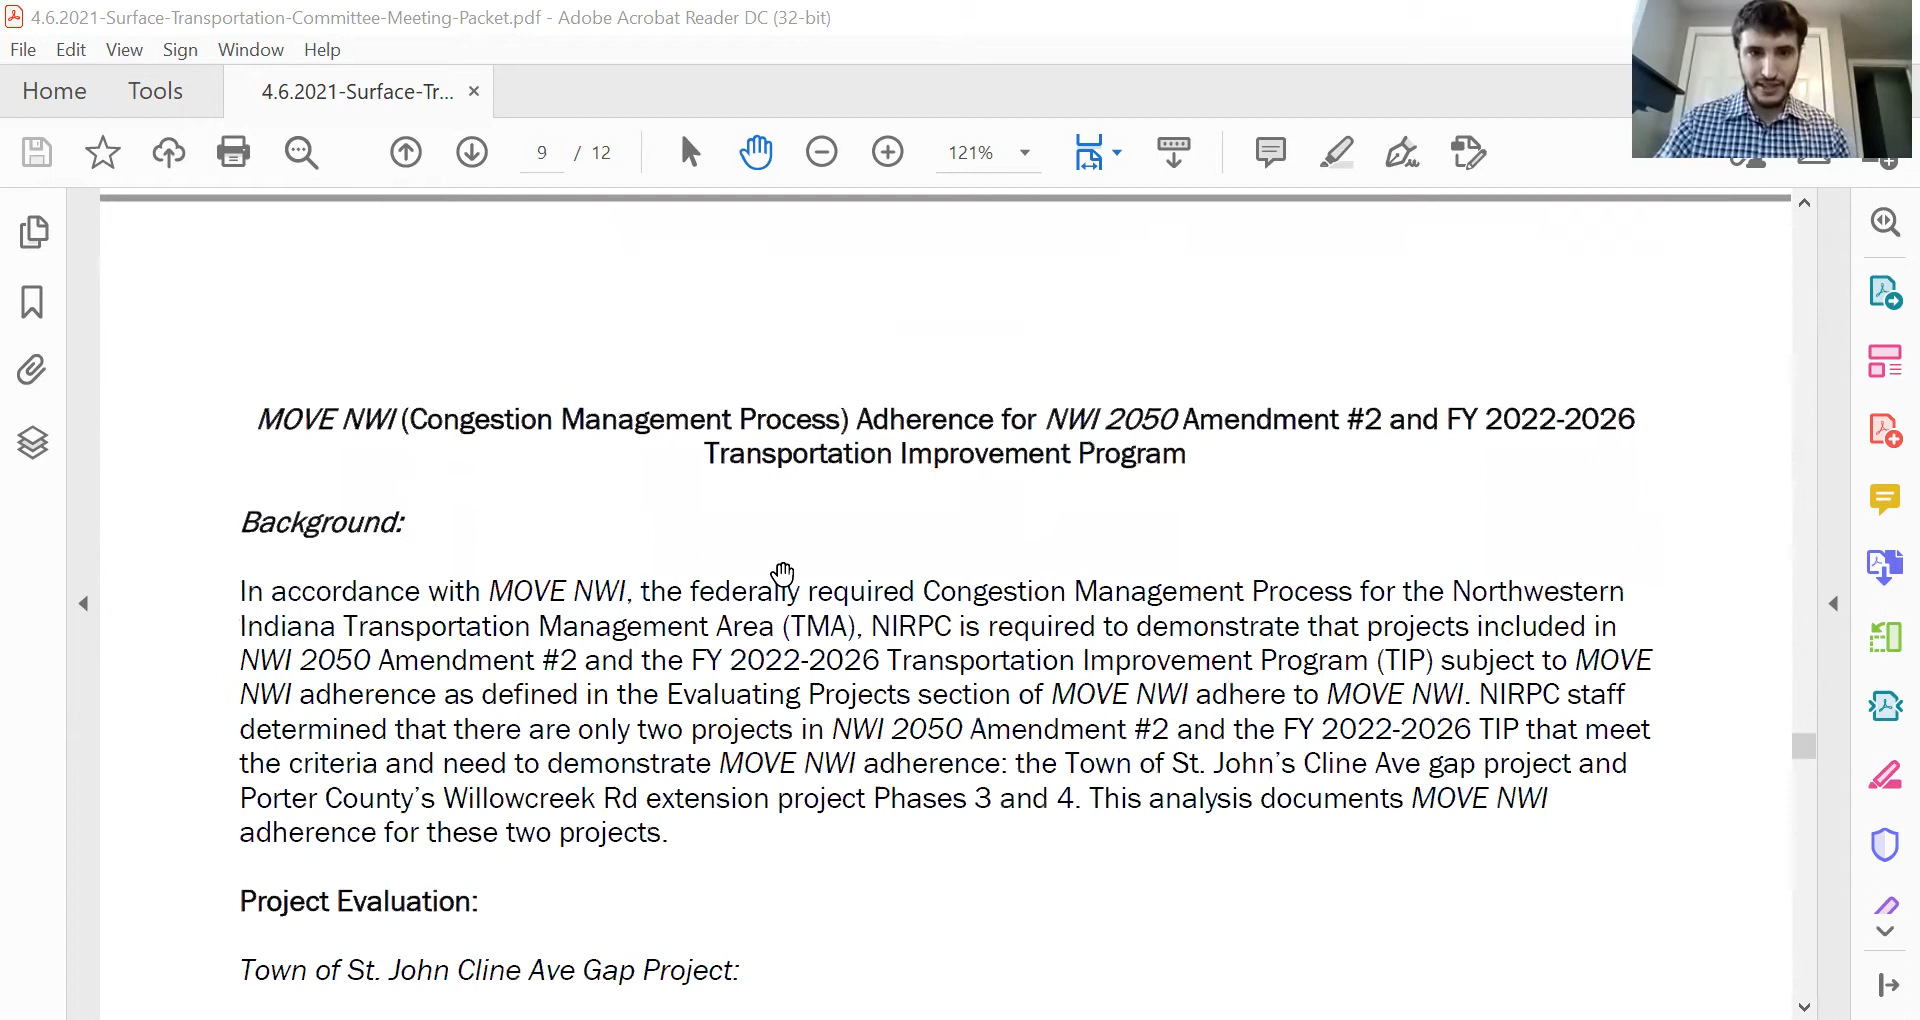 4.6.2021-Surface-Transportation-Committee-Meeting-Packet.pdf - Adobe Acrobat Reader DC (32-bit)
File Edit View Sign Window Help
Home Tools 4.6.2021-Surface-Tr... ×
9 / 12 121%
MOVE NWI (Congestion Management Process) Adherence for NWI 2050 Amendment #2 and FY 2022-2026
Transportation Improvement Program
Background:
In accordance with MOVE NWI, the federally required Congestion Management Process for the Northwestern
Indiana Transportation Management Area (TMA), NIRPC is required to demonstrate that projects included in
NWI 2050 Amendment #2 and the FY 2022-2026 Transportation Improvement Program (TIP) subject to MOVE
NWI adherence as defined in the Evaluating Projects section of MOVE NWI adhere to MOVE NWI. NIRPC staff
determined that there are only two projects in NWI 2050 Amendment #2 and the FY 2022-2026 TIP that meet
the criteria and need to demonstrate MOVE NWI adherence: the Town of St. John's Cline Ave gap project and
Porter County's Willowcreek Rd extension project Phases 3 and 4. This analysis documents MOVE NWI
adherence for these two projects.
Project Evaluation:
Town of St. John Cline Ave Gap Project: